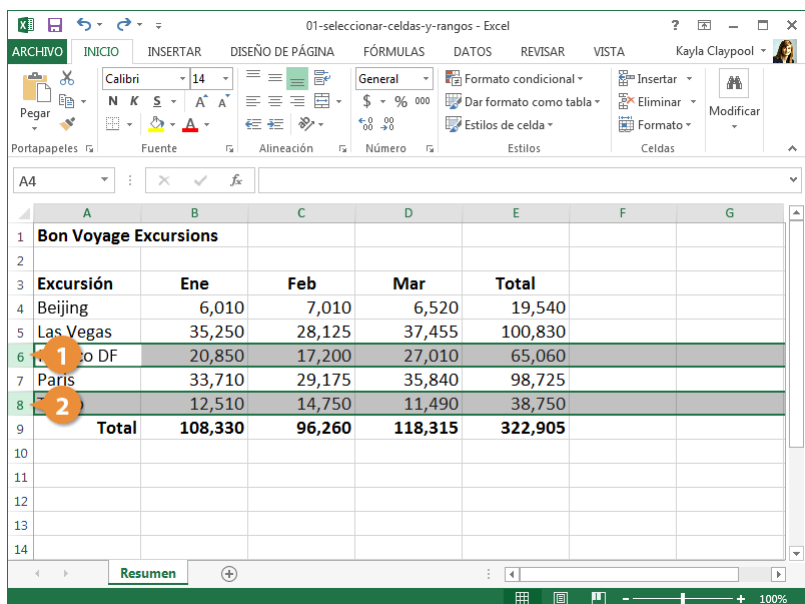 01-seleccionar-celdas-y-rangos - Excel
ARCHIVO INICIO INSERTAR DISEÑO DE PÁGINA FÓRMULAS DATOS REVISAR VISTA Kayla Claypool
Pegar
Calibri 14
N K S A A
A
General
$ % 000
Formato condicional
Dar formato como tabla
Estilos de celda
Insertar
Eliminar
Formato
Modificar
Portapapeles Fuente Alineación Número Estilos Celdas
A4 fx
A B C D E F G
1 Bon Voyage Excursions
2
3 Excursión Ene Feb Mar Total
4 Beijing 6,010 7,010 6,520 19,540
5 Las Vegas 35,250 28,125 37,455 100,830
6 1 o DF 20,850 17,200 27,010 65,060
7 Paris 33,710 29,175 35,840 98,725
8 2 12,510 14,750 11,490 38,750
9 Total 108,330 96,260 118,315 322,905
10
11
12
13
14
Resumen
100%